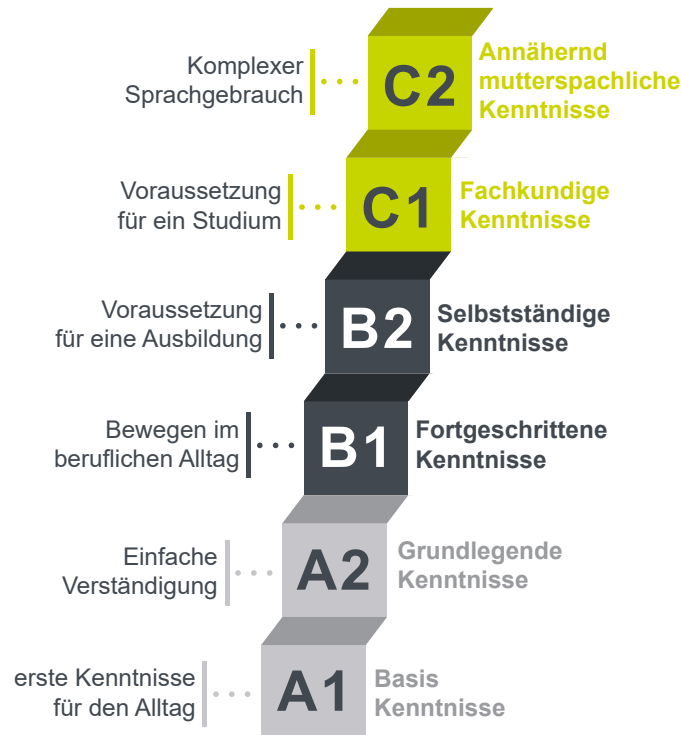 Komplexer
Sprachgebrauch
C2
Annähernd
mutterspachliche
Kenntnisse
Voraussetzung
für ein Studium
C1
Fachkundige
Kenntnisse
Voraussetzung
für eine Ausbildung
B2
Selbstständige
Kenntnisse
Bewegen im
beruflichen Alltag
B1
Fortgeschrittene
Kenntnisse
Einfache
Verständigung
A2
Grundlegende
Kenntnisse
erste Kenntnisse
für den Alltag
A1
Basis
Kenntnisse